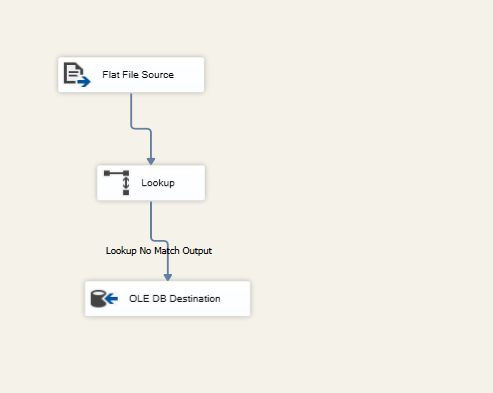 Flat File Source
Lookup
Lookup No Match Output
OLE DB Destination